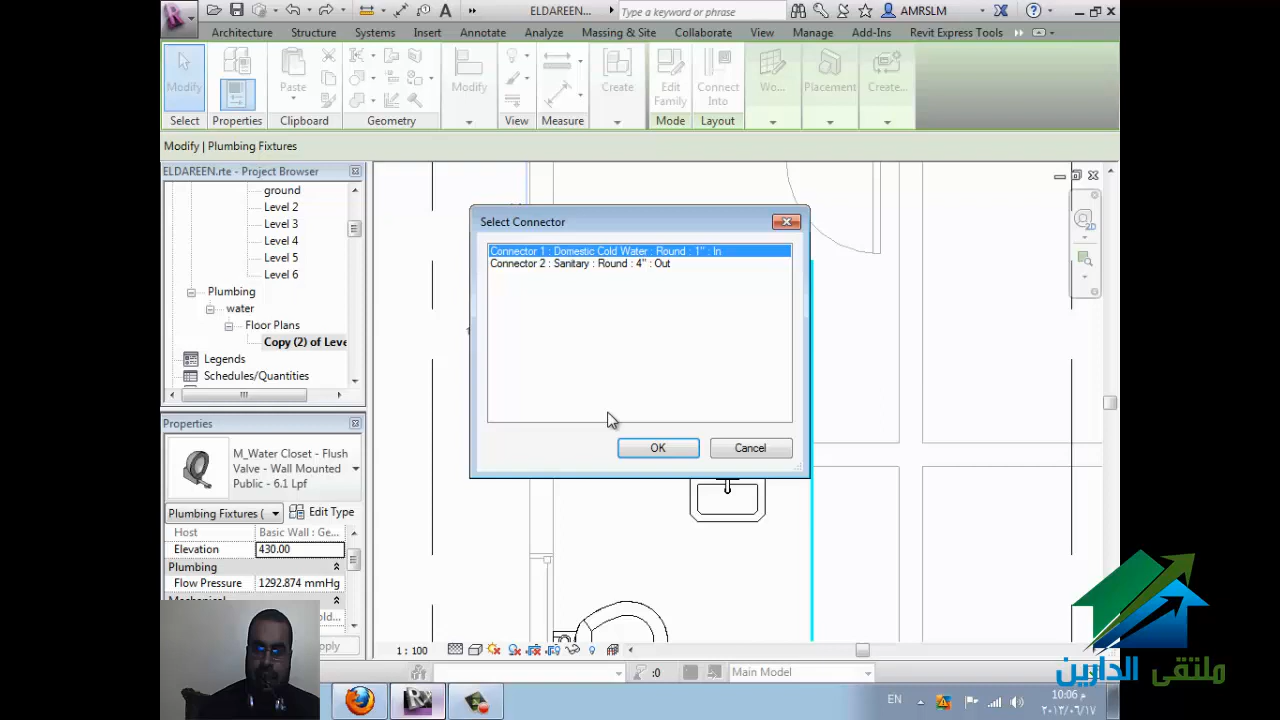 ELDAREEN...
Type a keyword or phrase
AMRSLM
Architecture Structure Systems Insert Annotate Analyze Massing & Site Collaborate View Manage Add-Ins Revit Express Tools
Modify
Paste
Modify
Create
Edit Family
Connect Into
Wo...
Placement
Create...
Select Properties Clipboard Geometry View Measure Mode Layout
Modify | Plumbing Fixtures
ELDAREEN.rte - Project Browser
ground
Level 2
Level 3
Level 4
Level 5
Level 6
Plumbing
water
Floor Plans
Copy (2) of Leve
Legends
Schedules/Quantities
Select Connector
Connector 1 : Domestic Cold Water : Round : 1" : In
Connector 2 : Sanitary : Round : 4" : Out
OK Cancel
2D
Properties
M_Water Closet - Flush
Valve - Wall Mounted
Public - 6.1 Lpf
Plumbing Fixtures ( Edit Type
Host Basic Wall : Ge...
Elevation 430.00
Plumbing
Flow Pressure 1292.874 mmHg
1 : 100
:0
Main Model
ملتقى الدارين
EN
10:06 م
٢٠١٣/٠٦/١٧